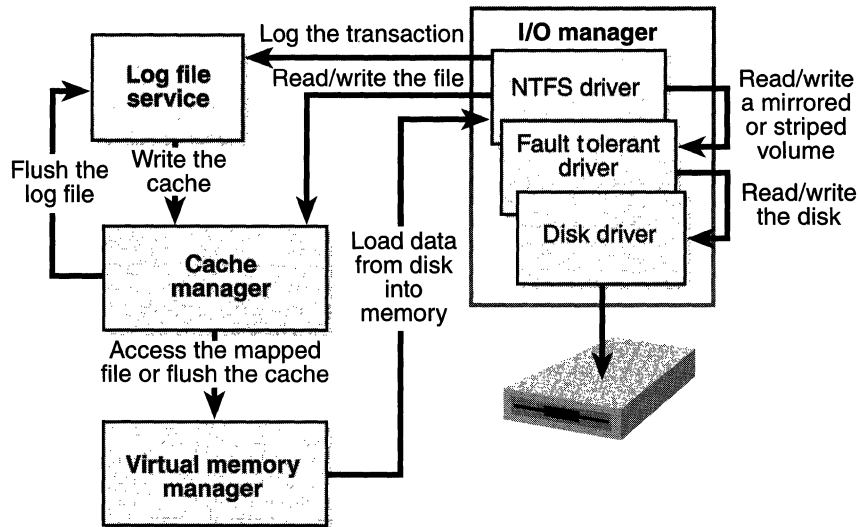 I/O manager
Log the transaction
Log file
service
Read/write the file
NTFS driver
Read/write
a mirrored
or striped
volume
Fault tolerant
driver
Flush the
log file
Write the
cache
Read/write
the disk
Disk driver
Load data
from disk
into
memory
Cache
manager
Access the mapped
file or flush the cache
Virtual memory
manager